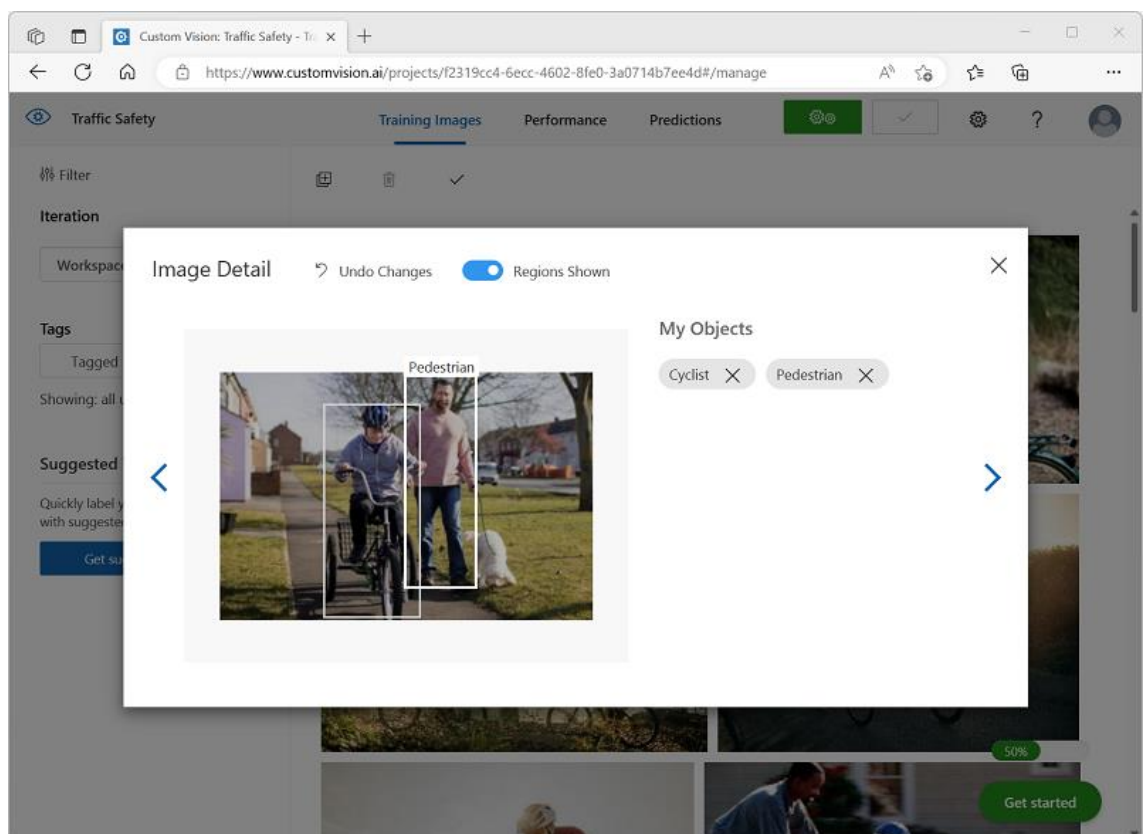 Custom Vision: Traffic Safety - Tr
https://www.customvision.ai/projects/f2319cc4-6ecc-4602-8fe0-3a0714b7ee4d#/manage
Traffic Safety
Training Images
Performance
Predictions
?
Filter
Iteration
Workspac
Image Detail
Undo Changes
Regions Shown
Tags
Tagged
Showing: all u
My Objects
Cyclist
Pedestrian
Pedestrian
Suggested
Quickly label y
with suggeste
Get su
50%
Get started